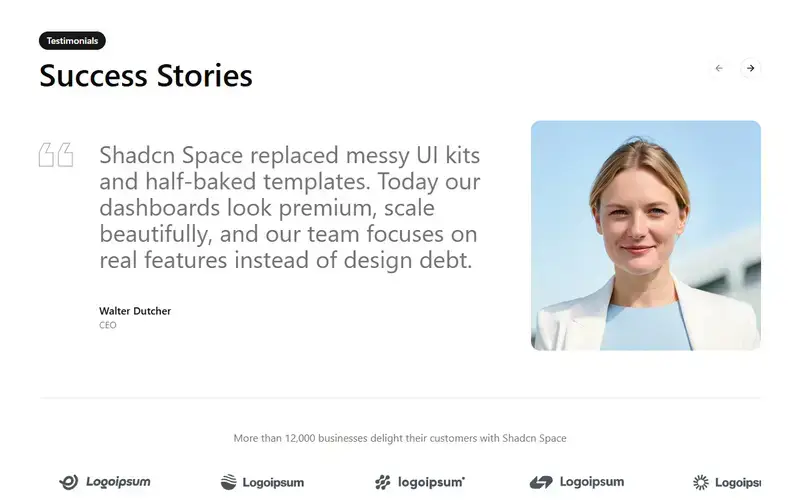 Testimonials
Success Stories
Shadcn Space replaced messy UI kits
and half-baked templates. Today our
dashboards look premium, scale
beautifully, and our team focuses on
real features instead of design debt.
Walter Dutcher
CEO
More than 12,000 businesses delight their customers with Shadcn Space
Logoipsum
Logoipsum
logoipsum
Logoipsum
Logoipsu